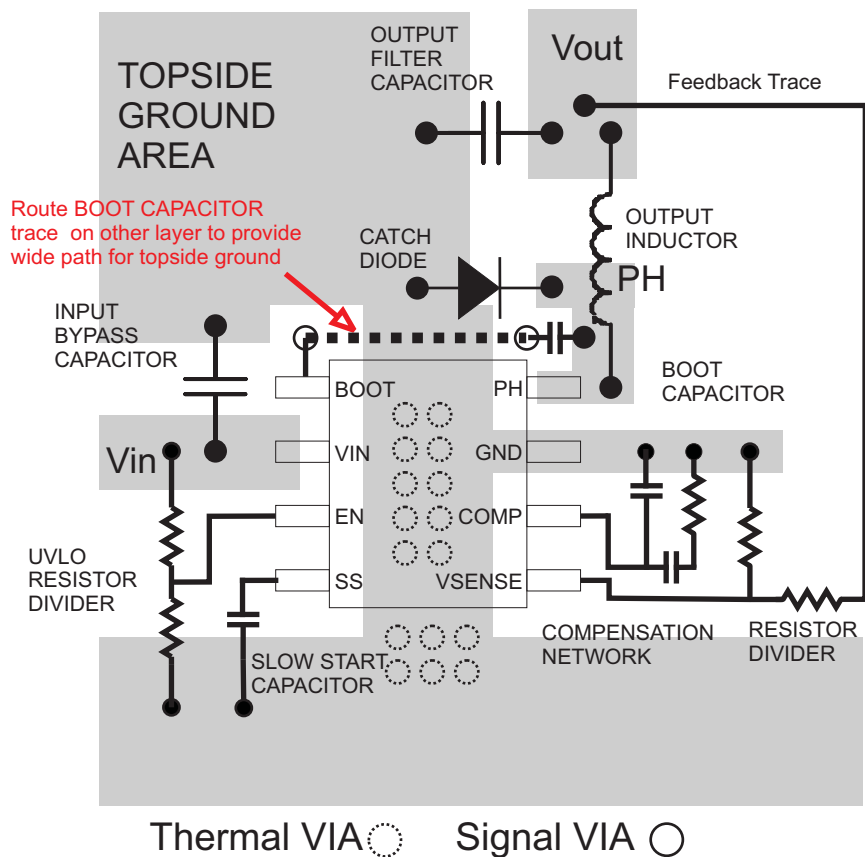 TOPSIDE
GROUND
AREA
OUTPUT
FILTER
CAPACITOR
Vout
Feedback Trace
Route BOOT CAPACITOR
trace on other layer to provide
wide path for topside ground
CATCH
DIODE
OUTPUT
INDUCTOR
PH
INPUT
BYPASS
CAPACITOR
BOOT
CAPACITOR
BOOT
PH
Vin
VIN
GND
EN
COMP
UVLO
RESISTOR
DIVIDER
SS
VSENSE
SLOW START
CAPACITOR
COMPENSATION
NETWORK
RESISTOR
DIVIDER
Thermal VIA
Signal VIA